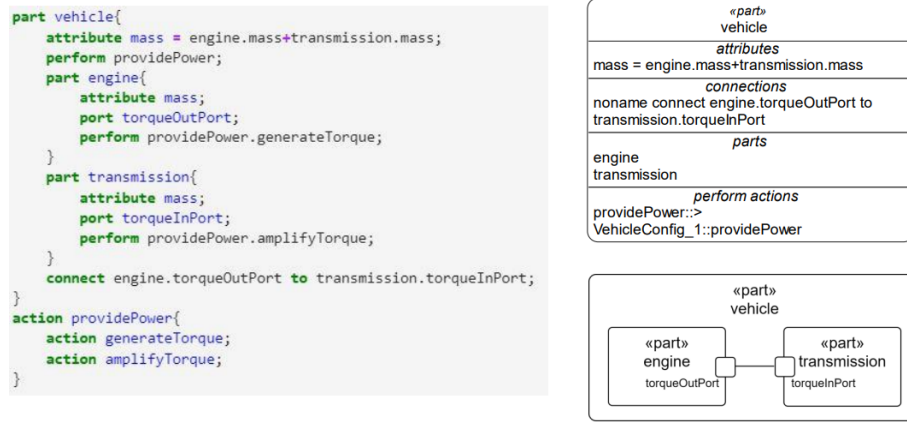 part vehicle{
    attribute mass = engine.mass+transmission.mass;
    perform providePower;
    part engine{
        attribute mass;
        port torqueOutPort;
        perform providePower.generateTorque;
    }
    part transmission{
        attribute mass;
        port torqueInPort;
        perform providePower.amplifyTorque;
    }
    connect engine.torqueOutPort to transmission.torqueInPort;
}
action providePower{
    action generateTorque;
    action amplifyTorque;
}
«part»
vehicle
attributes
mass = engine.mass+transmission.mass
connections
noname connect engine.torqueOutPort to
transmission.torqueInPort
parts
engine
transmission
perform actions
providePower::>
VehicleConfig_1::providePower
«part»
vehicle
«part»
engine
torqueOutPort
«part»
transmission
torqueInPort